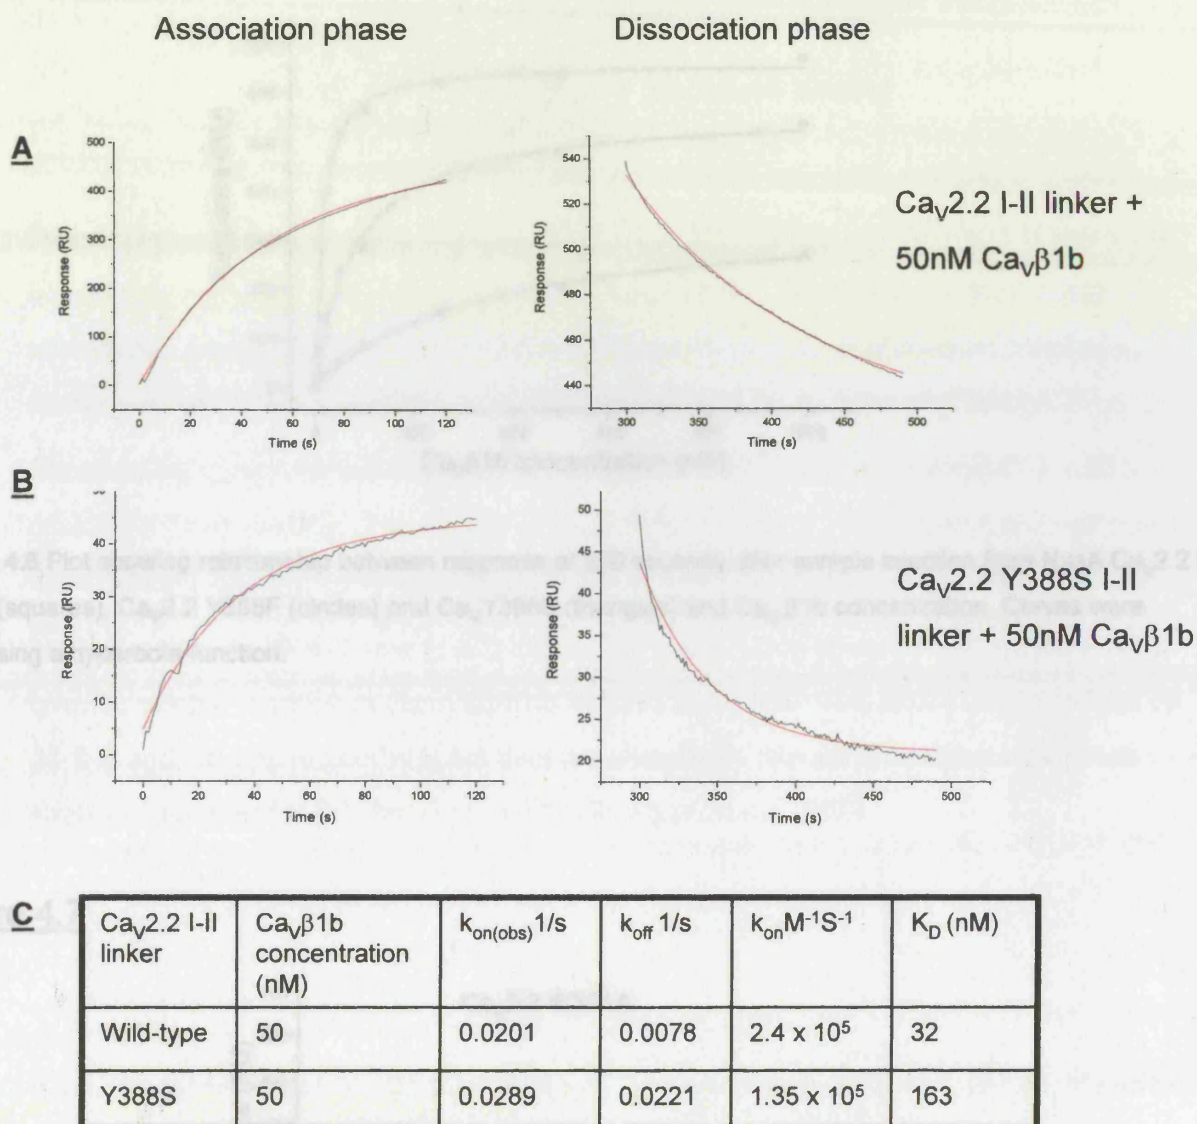 Association phase
Dissociation phase
A
500
400
300
200
100
0
Response (RU)
0 20 40 60 80 100 120
Time (s)
540
520
500
480
460
440
Response (RU)
300 350 400 450 500
Time (s)
CaV2.2 I-II linker +
50nM CaVβ1b
B
40
30
20
10
0
Response (RU)
0 20 40 60 80 100 120
Time (s)
50
45
40
35
30
25
20
Response (RU)
300 350 400 450 500
Time (s)
CaV2.2 Y388S I-II
linker + 50nM CaVβ1b
C
CaV2.2 I-II linker
CaVβ1b concentration (nM)
kon(obs) 1/s
koff 1/s
konM⁻¹S⁻¹
KD (nM)
Wild-type 50 0.0201 0.0078 2.4 x 10⁵ 32
Y388S 50 0.0289 0.0221 1.35 x 10⁵ 163